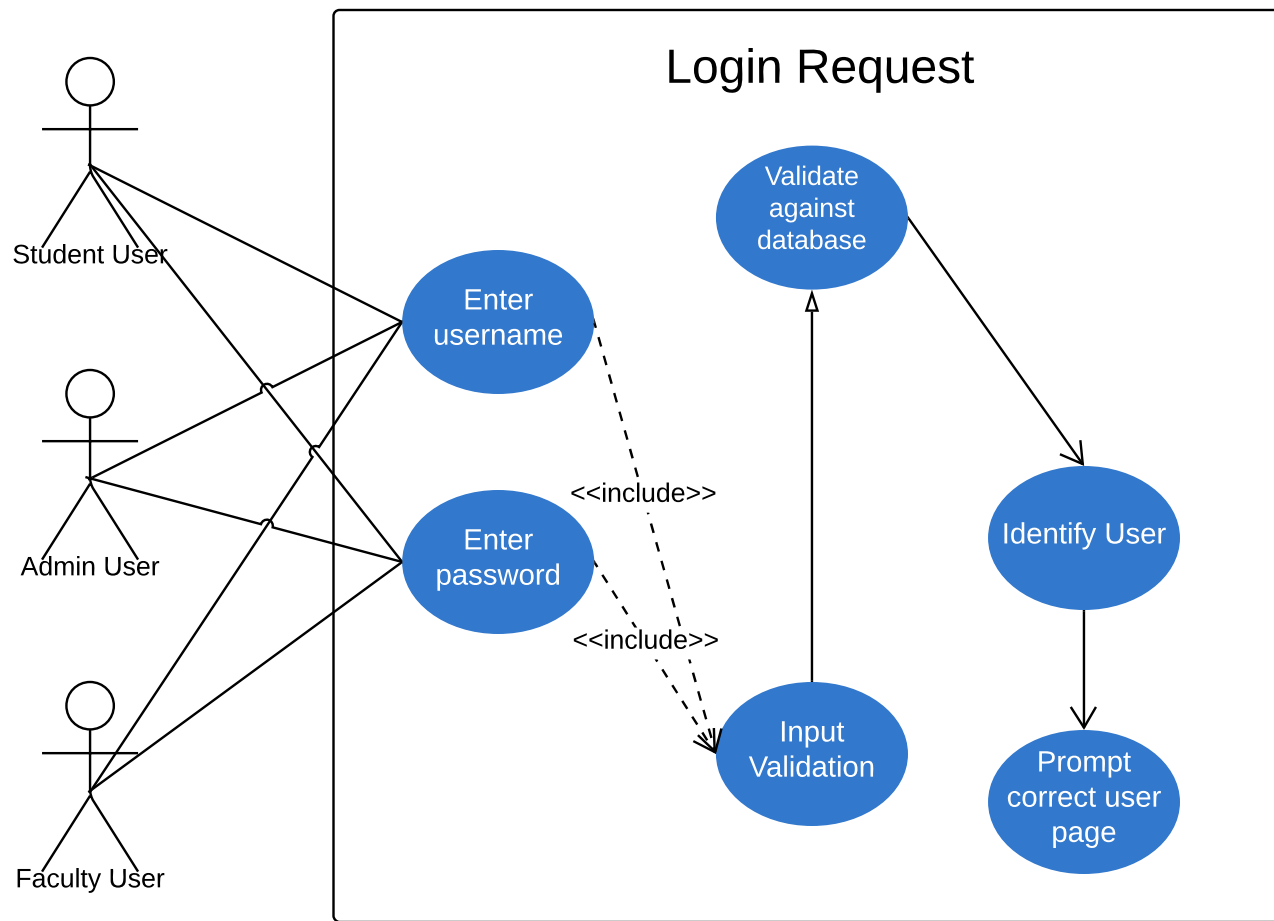 Login Request
Student User
Admin User
Faculty User
Enter
username
Enter
password
<<include>>
<<include>>
Input
Validation
Validate
against
database
Identify User
Prompt
correct user
page